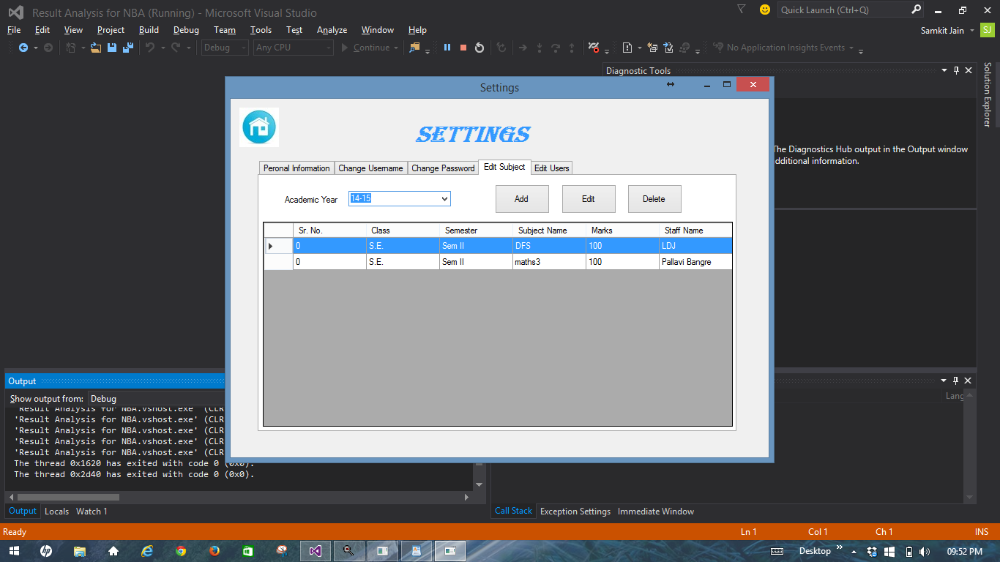 Result Analysis for NBA (Running) - Microsoft Visual Studio
Quick Launch (Ctrl+Q)
File Edit View Project Build Debug Team Tools Test Analyze Window Help
Samkit Jain SJ
Debug Any CPU Continue No Application Insights Events
Diagnostic Tools
Solution Explorer
The Diagnostics Hub output in the Output window
dditional information.
Settings
SETTINGS
Peronal Information Change Username Change Password Edit Subject Edit Users
Academic Year 14-15 Add Edit Delete
Sr. No. Class Semester Subject Name Marks Staff Name
0 S.E. Sem II DFS 100 LDJ
0 S.E. Sem II maths3 100 Pallavi Bangre
Output
Show output from: Debug
Lang
'Result Analysis for NBA.vshost.exe' (CLR
'Result Analysis for NBA.vshost.exe' (CLR
'Result Analysis for NBA.vshost.exe' (CLR
'Result Analysis for NBA.vshost.exe' (CLR
'Result Analysis for NBA.vshost.exe' (CLR
The thread 0x1620 has exited with code 0 (0x0).
The thread 0x2d40 has exited with code 0 (0x0).
Output Locals Watch 1
Call Stack Exception Settings Immediate Window
Ready Ln 1 Col 1 Ch 1 INS
hp Desktop 09:52 PM